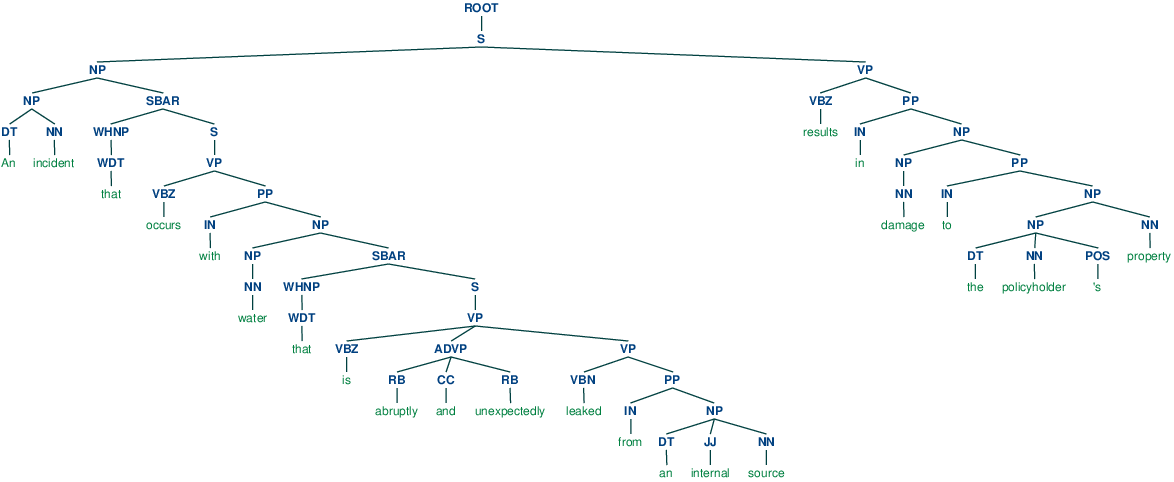 ROOT
S
NP VP
NP SBAR VBZ PP
DT NN WHNP S results IN NP
An incident WDT VP in NP PP
that VBZ PP NN IN NP
occurs IN NP damage to NP NN
with NP SBAR DT NN POS property
NN WHNP S the policyholder 's
water WDT VP
that VBZ ADVP VP
is RB CC RB VBN PP
abruptly and unexpectedly leaked IN NP
from DT JJ NN
an internal source